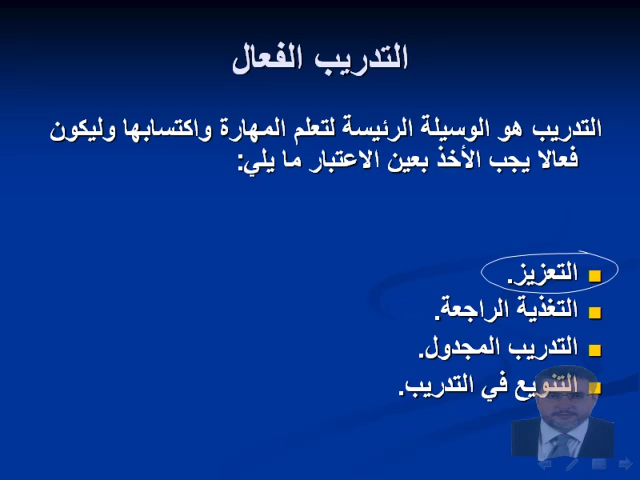 التدريب الفعال
التدريب هو الوسيلة الرئيسة لتعلم المهارة واكتسابها وليكون
فعالا يجب الأخذ بعين الاعتبار ما يلي:
التعزيز.
التغذية الراجعة.
التدريب المجدول.
التنويع في التدريب.